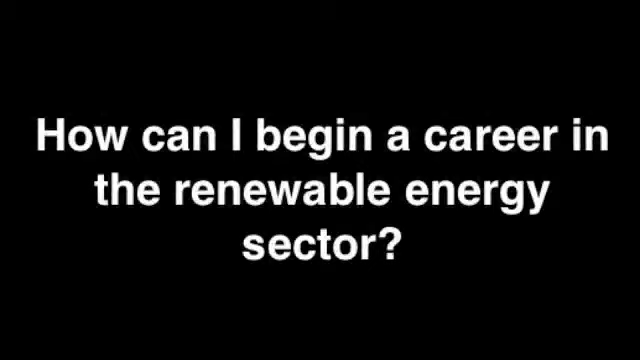 How can I begin a career in
the renewable energy
sector?